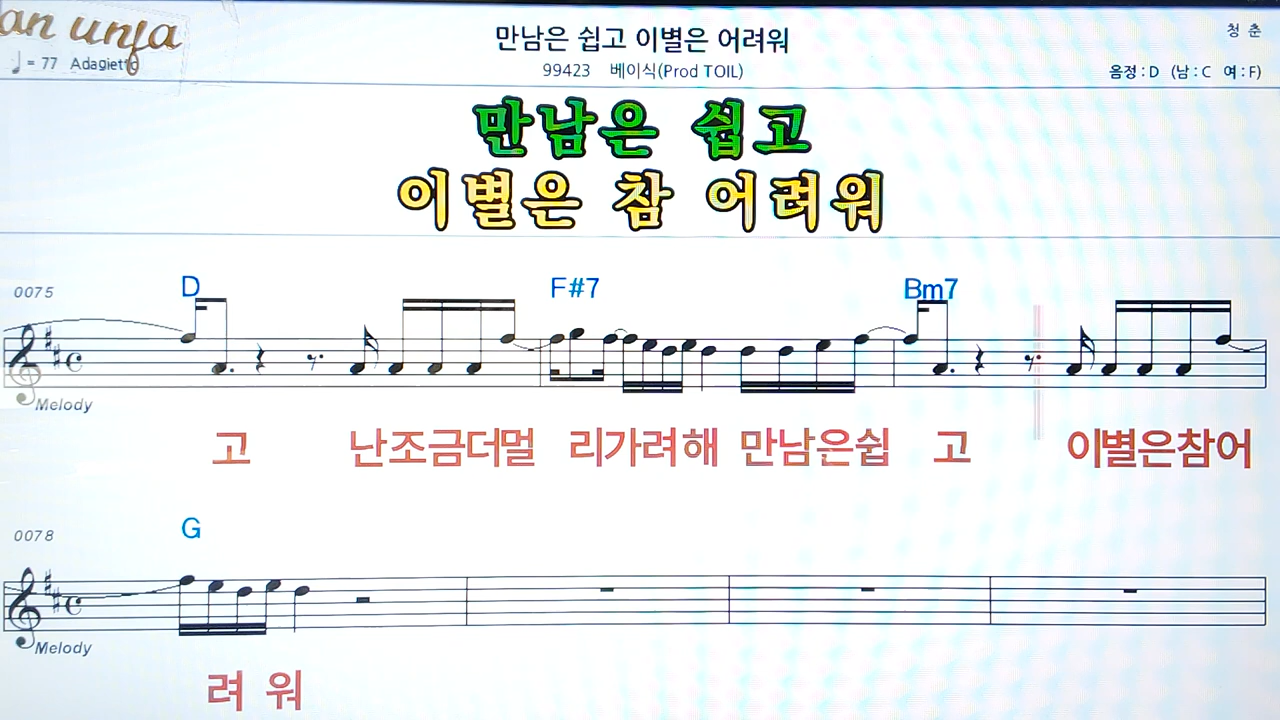 an unfa
♩ = 77 Adagietto
만남은 쉽고 이별은 어려워
99423 베이식(Prod TOIL)
청 춘
음정 : D (남 : C 여 : F)
만남은 쉽고
이별은 참 어려워
0075 D F#7 Bm7
Melody
고 난조금더멀 리가려해 만남은쉽 고 이별은참어
0078 G
Melody
려 워